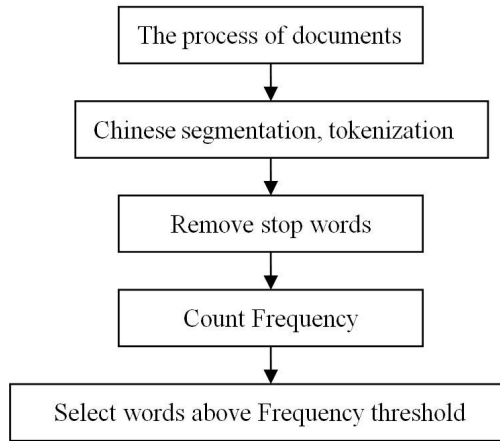 The process of documents
Chinese segmentation, tokenization
Remove stop words
Count Frequency
Select words above Frequency threshold